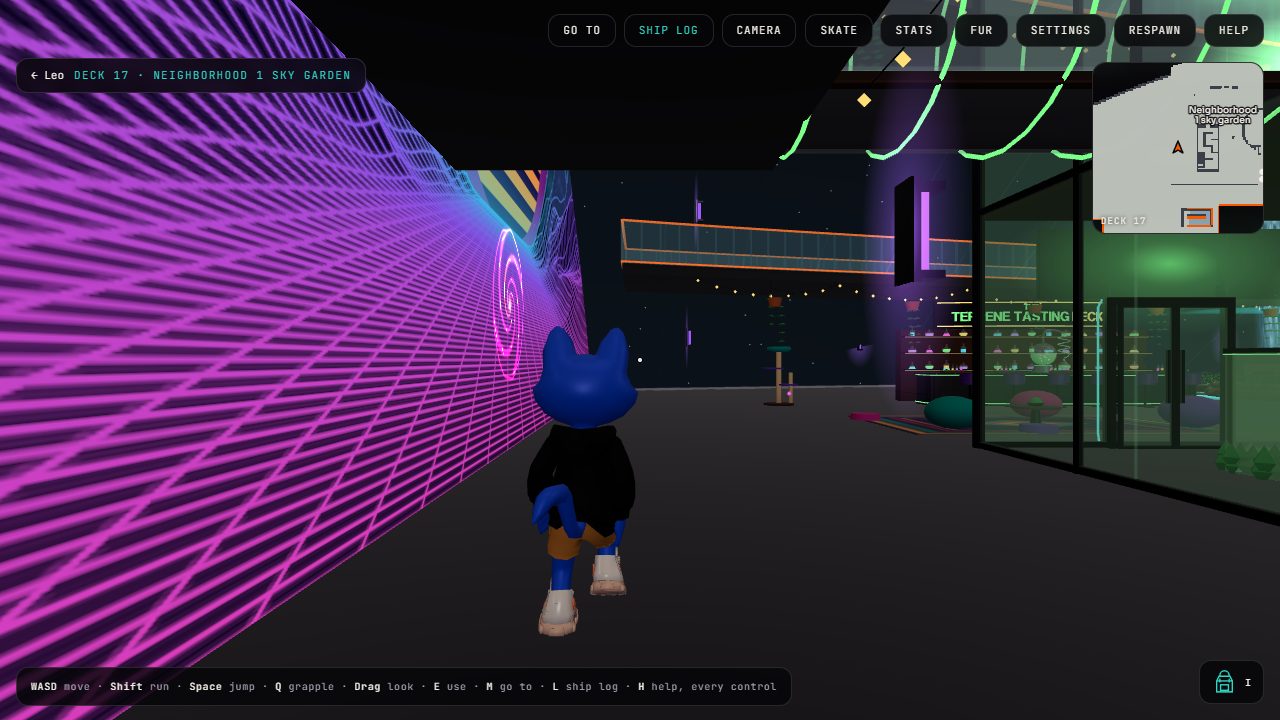 GO TO
SHIP LOG
CAMERA
SKATE
STATS
FUR
SETTINGS
RESPAWN
HELP
← Leo DECK 17 · NEIGHBORHOOD 1 SKY GARDEN
Neighborhood
1 sky garden
DECK 17
TASTING
WASD move · Shift run · Space jump · Q grapple · Drag look · E use · M go to · L ship log · H help, every control
I